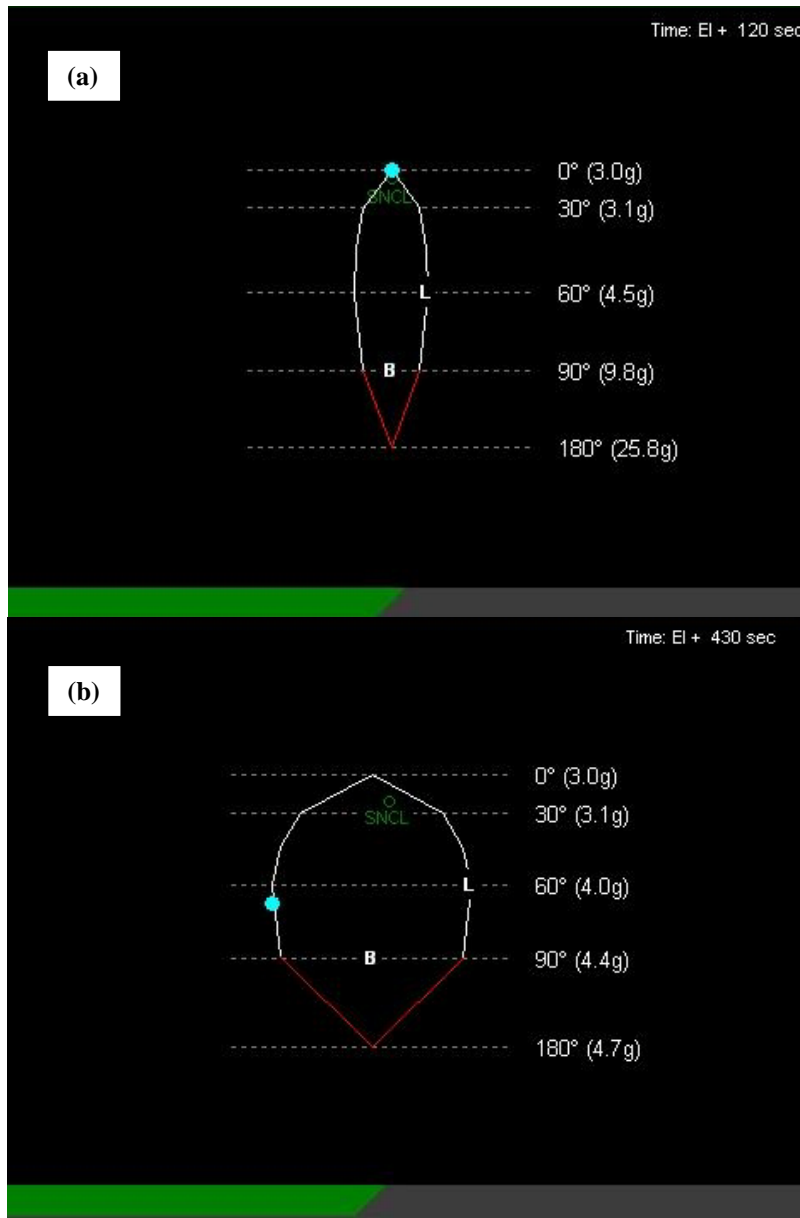 Time: EI + 120 sec
(a)
0° (3.0g)
SNCL
30° (3.1g)
L
60° (4.5g)
B
90° (9.8g)
180° (25.8g)
Time: EI + 430 sec
(b)
0° (3.0g)
SNCL
30° (3.1g)
L
60° (4.0g)
B
90° (4.4g)
180° (4.7g)